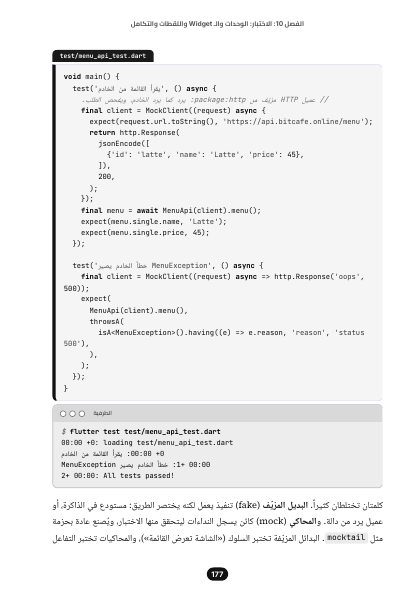 الفصل 10: الاختبار: الوحدات والـ Widget واللقطات والتكامل
test/menu_api_test.dart
void main() {
test('يقرأ القائمة من الخادم', () async {
// عميل HTTP مزيّف من package:http: يرد كما يرد الخادم، ويفحص الطلب.
final client = MockClient((request) async {
expect(request.url.toString(), 'https://api.bitcafe.online/menu');
return http.Response(
jsonEncode([
{'id': 'latte', 'name': 'Latte', 'price': 45},
]),
200,
);
});
final menu = await MenuApi(client).menu();
expect(menu.single.name, 'Latte');
expect(menu.single.price, 45);
});
test('خطأ الخادم يصير MenuException', () async {
final client = MockClient((request) async => http.Response('oops',
500));
expect(
MenuApi(client).menu(),
throwsA(
isA<MenuException>().having((e) => e.reason, 'reason', 'status
500'),
),
);
});
}
الطرفية
$ flutter test test/menu_api_test.dart
00:00 +0: loading test/menu_api_test.dart
00:00 +0: يقرأ القائمة من الخادم
00:00 +1: خطأ الخادم يصير MenuException
00:00 +2: All tests passed!
كلمتان تختلطان كثيراً. البديل المزيّف (fake) تنفيذ يعمل لكنه يختصر الطريق: مستودع في الذاكرة، أو
عميل يرد من دالة. والمحاكي (mock) كائن يسجل النداءات ليتحقق منها الاختبار، ويُصنع عادة بحزمة
مثل mocktail. البدائل المزيّفة تختبر السلوك («الشاشة تعرض القائمة»)، والمحاكيات تختبر التفاعل
177